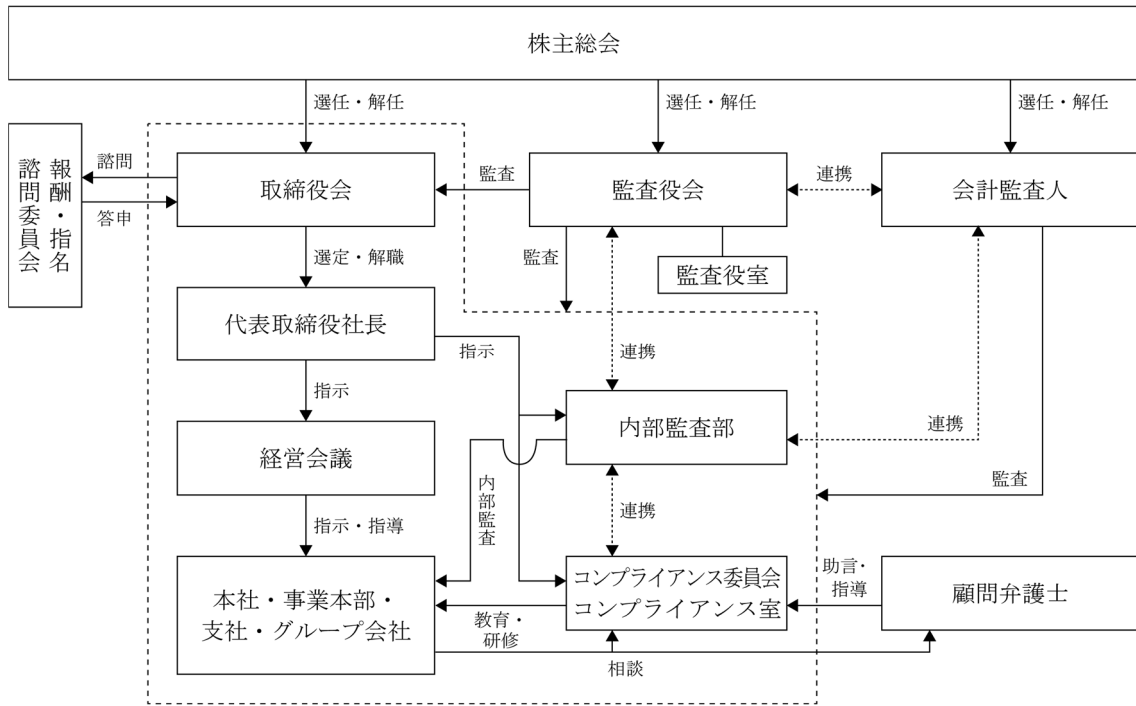 株主総会
選任・解任
選任・解任
選任・解任
報酬・指名
諮問委員会
諮問
答申
取締役会
監査
監査役会
連携
会計監査人
選定・解職
監査
監査役室
代表取締役社長
指示
連携
指示
内部監査部
連携
経営会議
内部監査
監査
連携
指示・指導
本社・事業本部・
支社・グループ会社
コンプライアンス委員会
コンプライアンス室
助言・
指導
顧問弁護士
教育・
研修
相談